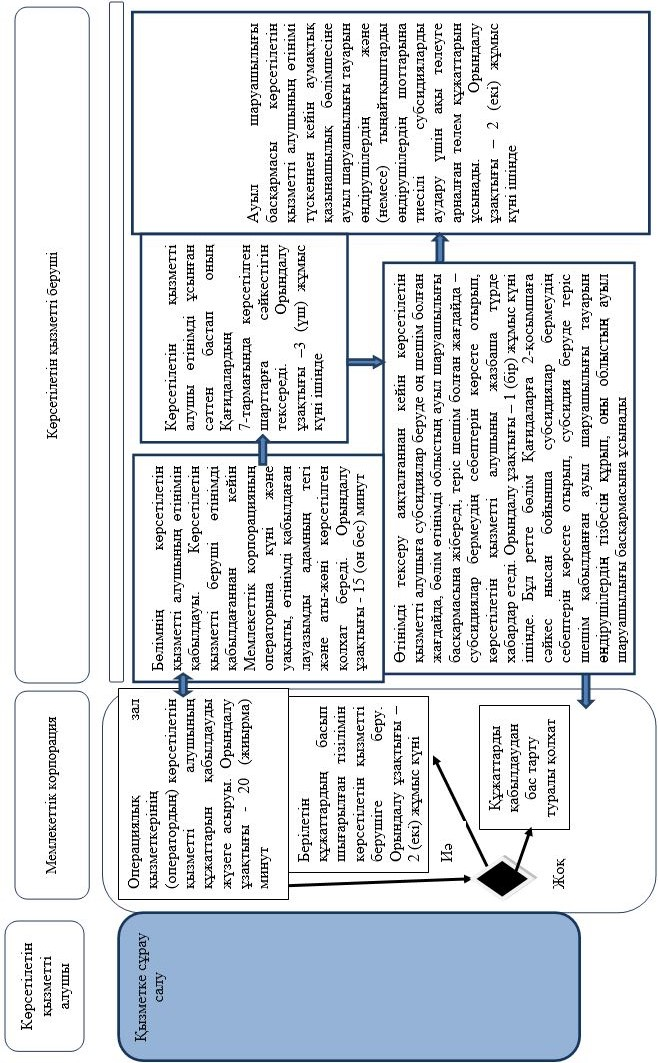 Көрсетілетін
қызметті
алушы
Мемлекеттік корпорация
Көрсетілетін қызметті беруші
Қызметке сұрау
салу
Операциялық зал
қызметкерінің
(оператордың) көрсетілетін
қызметті алушының
құжаттарын қабылдауды
жүзеге асыруы. Орындалу
ұзақтығы - 20 (жиырма)
минут
Берілетін
құжаттардың басып
шығарылған тізілімін
көрсетілетін қызметті
берушіге беру.
Орындалу ұзақтығы –
2 (екі) жұмыс күні
Иә
Құжаттарды
қабылдаудан
бас тарту
туралы қолхат
Жоқ
Бөлімнің көрсетілетін
қызметті алушының өтінімін
қабылдауы. Көрсетілетін
қызметті беруші өтінімді
қабылдағаннан кейін
Мемлекеттік корпорацияның
операторына күні және
уақыты, өтінімді қабылдаған
лауазымды адамның тегі
және аты-жөні көрсетілген
қолхат береді. Орындалу
ұзақтығы - 15 (он бес) минут
Көрсетілетін қызметті
алушы өтінімді ұсынған
сәттен бастап оның
Қағидалардың
7-тармағында көрсетілген
шарттарға сәйкестігін
тексереді. Орындалу
ұзақтығы –3 (үш) жұмыс
күні ішінде
Өтінімді тексеру аяқталғаннан кейін көрсетілетін
қызметті алушыға субсидиялар беруде оң шешім болған
жағдайда, бөлім өтінімді облыстың ауыл шаруашылығы
басқармасына жібереді, теріс шешім болған жағдайда –
субсидиялар бермеудің себептерін көрсете отырып,
көрсетілетін қызметті алушыны жазбаша түрде
хабардар етеді. Орындалу ұзақтығы – 1 (бір) жұмыс күні
ішінде. Бұл ретте бөлім Қағидаларға 2-қосымшаға
сәйкес нысан бойынша субсидиялар бермеудің
себептерін көрсете отырып, субсидия беруде теріс
шешім қабылданған ауыл шаруашылығы тауарын
өндірушілердің тізбесін құрып, оны облыстың ауыл
шаруашылығы басқармасына ұсынады
Ауыл шаруашылығы
басқармасы көрсетілетін
қызметті алушының өтінімі
түскеннен кейін аумақтық
қазынашылық бөлімшесіне
ауыл шаруашылығы тауарын
өндірушілердің және
(немесе) тыңайтқыштарды
өндірушілердің шоттарына
тиесілі субсидияларды
аудару үшін ақы төлеуге
арналған төлем құжаттарын
ұсынады. Орындалу
ұзақтығы – 2 (екі) жұмыс
күні ішінде